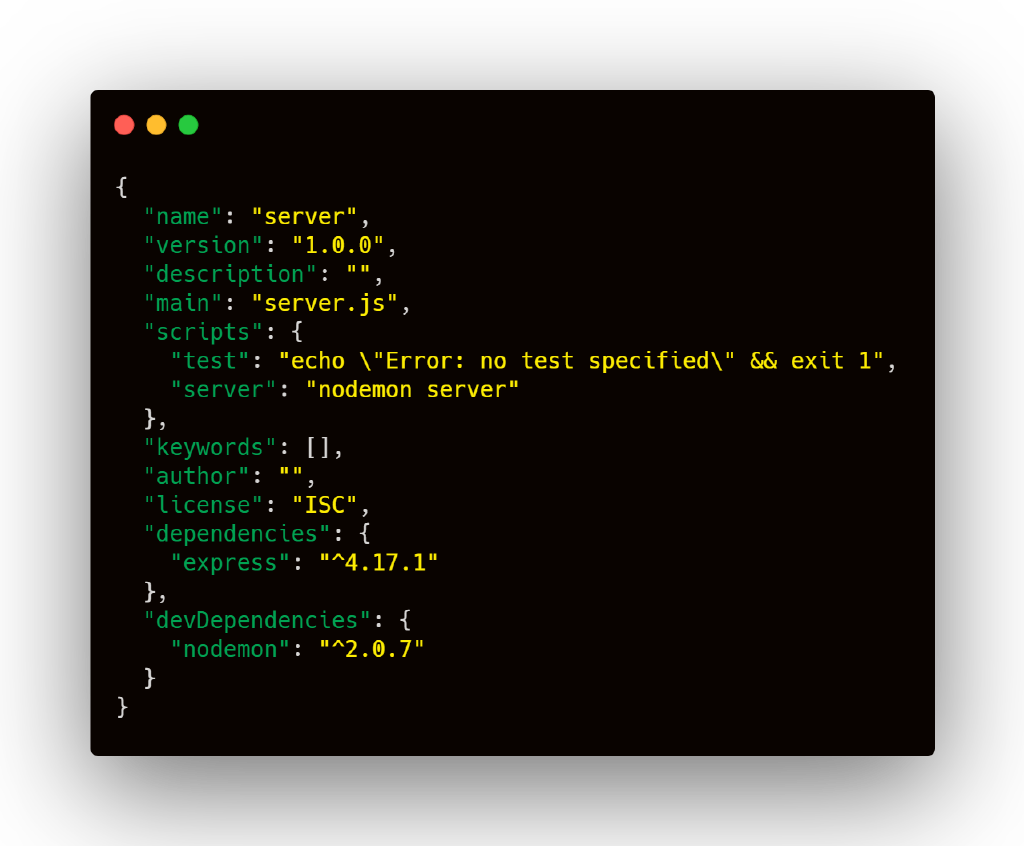 {
  "name": "server",
  "version": "1.0.0",
  "description": "",
  "main": "server.js",
  "scripts": {
    "test": "echo \"Error: no test specified\" && exit 1",
    "server": "nodemon server"
  },
  "keywords": [],
  "author": "",
  "license": "ISC",
  "dependencies": {
    "express": "^4.17.1"
  },
  "devDependencies": {
    "nodemon": "^2.0.7"
  }
}